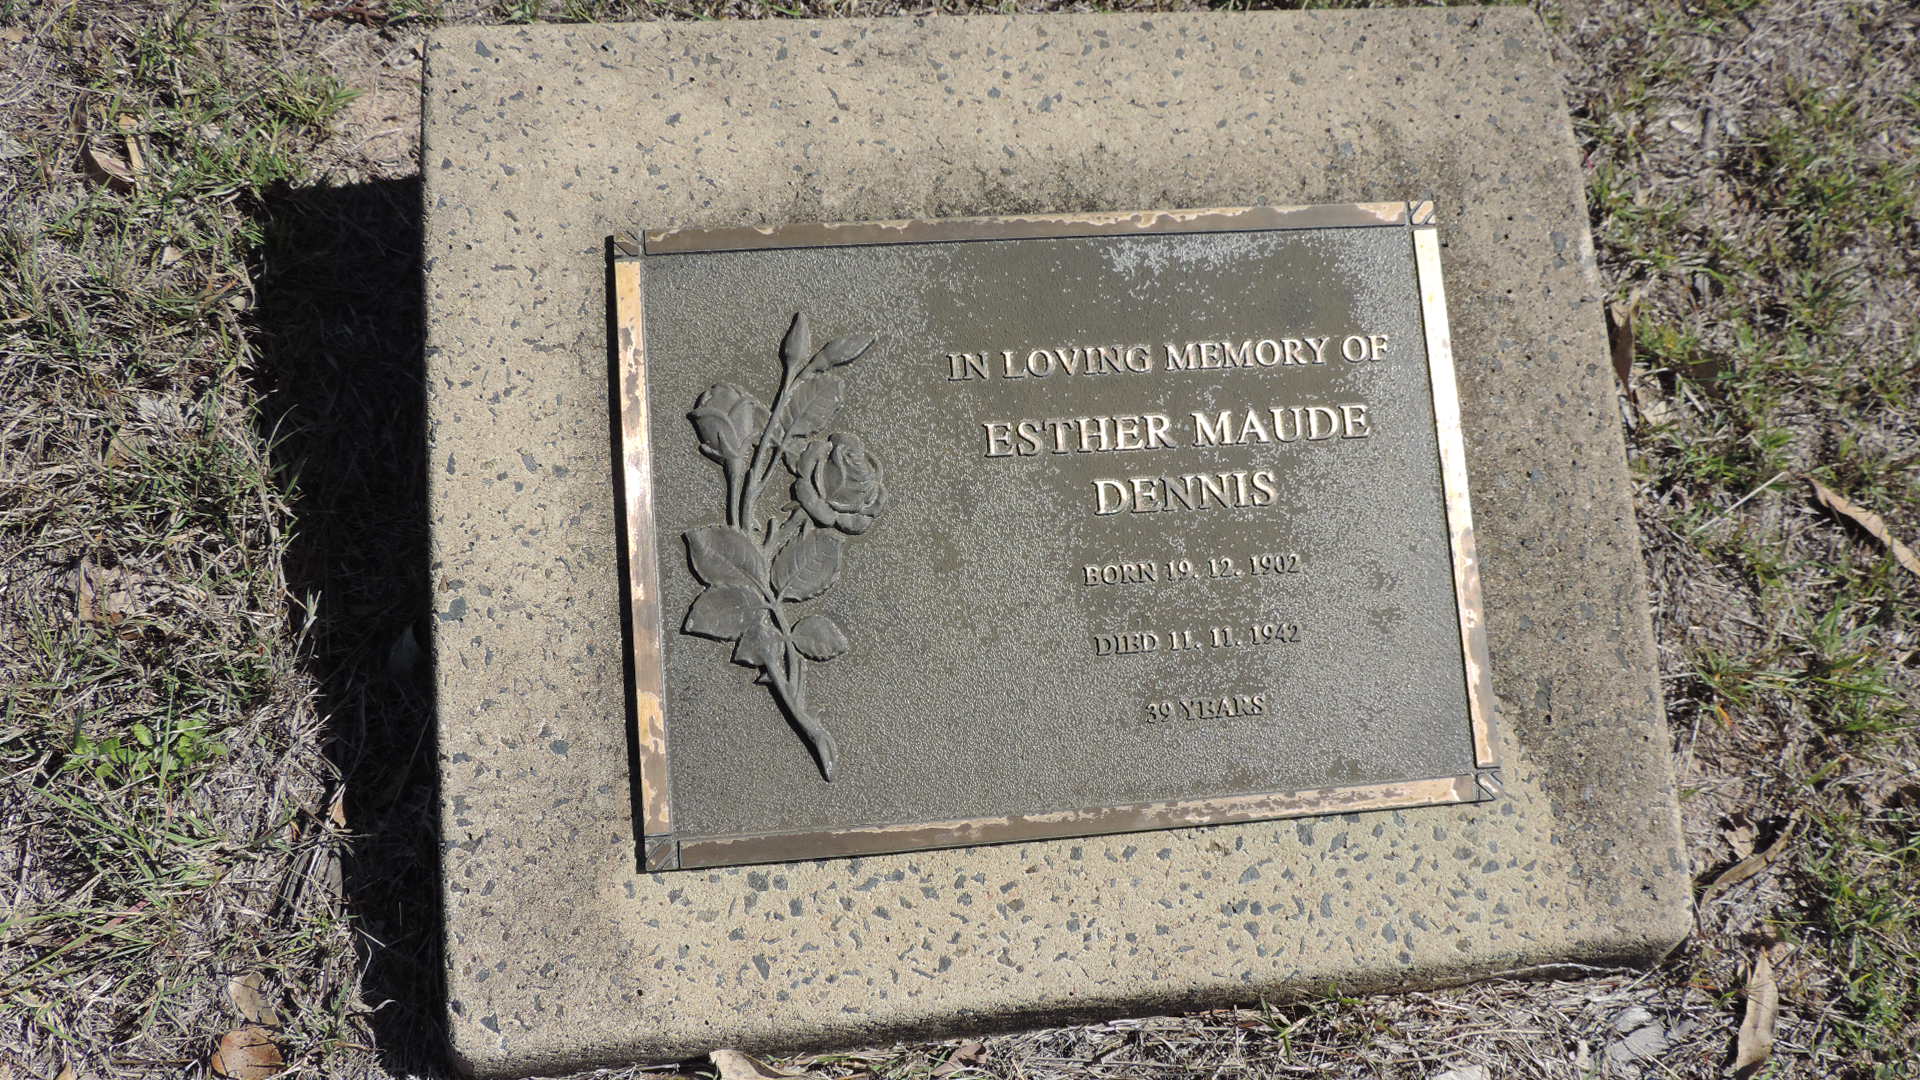 IN LOVING MEMORY OF
ESTHER MAUDE
DENNIS
BORN 19. 12. 1902
DIED 11. 11. 1942
39 YEARS